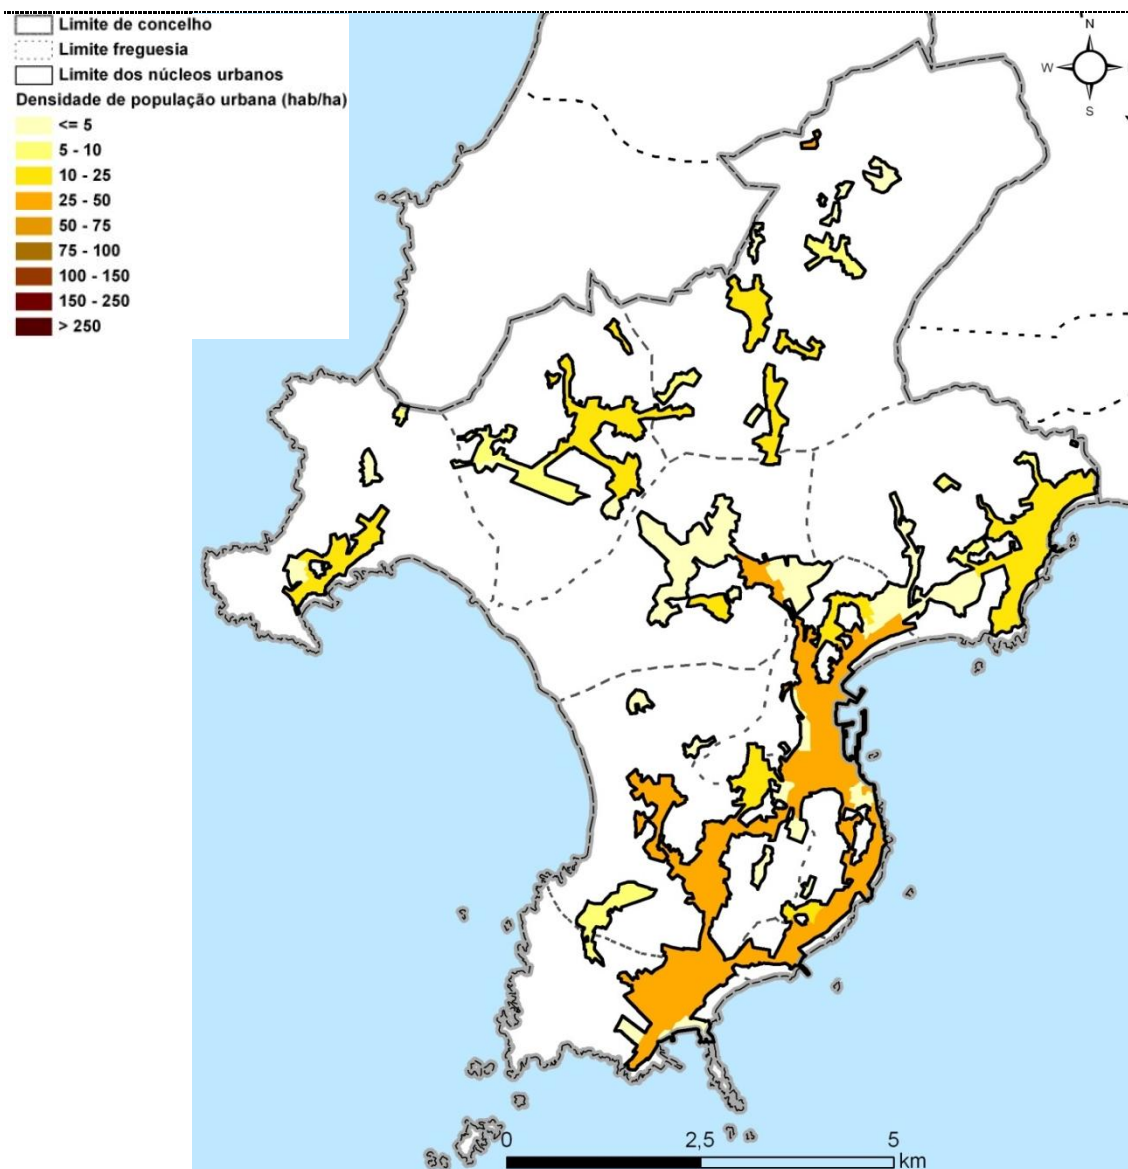 Limite de concelho
Limite freguesia
Limite dos núcleos urbanos
Densidade de população urbana (hab/ha)
<= 5
5 - 10
10 - 25
25 - 50
50 - 75
75 - 100
100 - 150
150 - 250
> 250
N
W
S
0 2,5 5
km